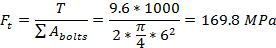 F_t = T / ∑ A_bolts = 9.6 * 1000 / 2 * π/4 * 6² = 169.8 MPa